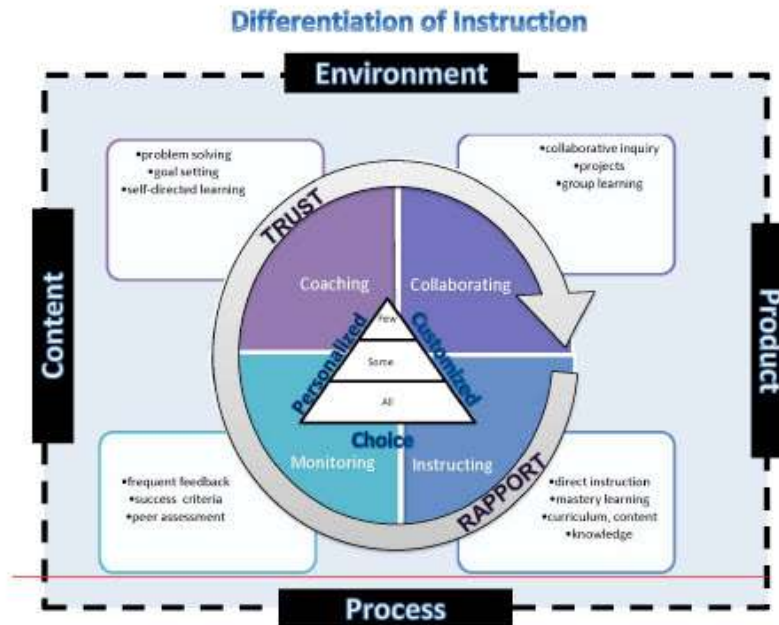 Differentiation of Instruction
Environment
•problem solving
•goal setting
•self-directed learning
•collaborative inquiry
•projects
•group learning
TRUST
Content
Product
Coaching
Collaborating
Few
Some
All
Personalized
Customized
Choice
Monitoring
Instructing
RAPPORT
•frequent feedback
•success criteria
•peer assessment
•direct instruction
•mastery learning
•curriculum, content
•knowledge
Process